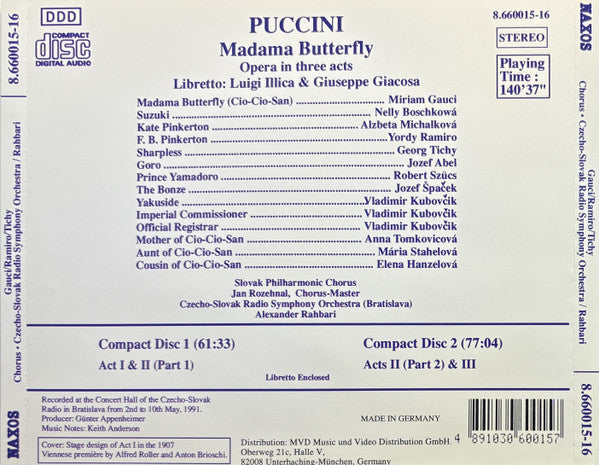 8.660015-16
Gauci/Ramiro/Tichy
Chorus • Czecho-Slovak Radio Symphony Orchestra / Rahbari
NAXOS
DDD
COMPACT
disc
DIGITAL AUDIO
PUCCINI
Madama Butterfly
Opera in three acts
Libretto: Luigi Illica & Giuseppe Giacosa
8.660015-16
STEREO
Playing
Time :
140'37"
Madama Butterfly (Cio-Cio-San) ........ Miriam Gauci
Suzuki ........ Nelly Boschková
Kate Pinkerton ........ Alzbeta Michalková
F. B. Pinkerton ........ Yordy Ramiro
Sharpless ........ Georg Tichy
Goro ........ Jozef Abel
Prince Yamadoro ........ Robert Szücs
The Bonze ........ Jozef Špaček
Yakuside ........ Vladimir Kubovčik
Imperial Commissioner ........ Vladimir Kubovčik
Official Registrar ........ Vladimir Kubovčik
Mother of Cio-Cio-San ........ Anna Tomkovicová
Aunt of Cio-Cio-San ........ Mária Stahelová
Cousin of Cio-Cio-San ........ Elena Hanzelová
Slovak Philharmonic Chorus
Jan Rozehnal, Chorus-Master
Czecho-Slovak Radio Symphony Orchestra (Bratislava)
Alexander Rahbari
Compact Disc 1 (61:33)
Act I & II (Part 1)
Compact Disc 2 (77:04)
Acts II (Part 2) & III
Libretto Enclosed
Recorded at the Concert Hall of the Czecho-Slovak
Radio in Bratislava from 2nd to 10th May, 1991.
Producer: Günter Appenheimer
Music Notes: Keith Anderson
Cover: Stage design of Act I in the 1907
Viennese première by Alfred Roller and Anton Brioschi.
MADE IN GERMANY
Distribution: MVD Music und Video Distribution GmbH.
Oberweg 21c, Halle V,
82008 Unterhaching-München, Germany
4 891030 600157
NAXOS
Gauci/Ramiro/Tichy
Chorus • Czecho-Slovak Radio Symphony Orchestra / Rahbari
8.660015-16